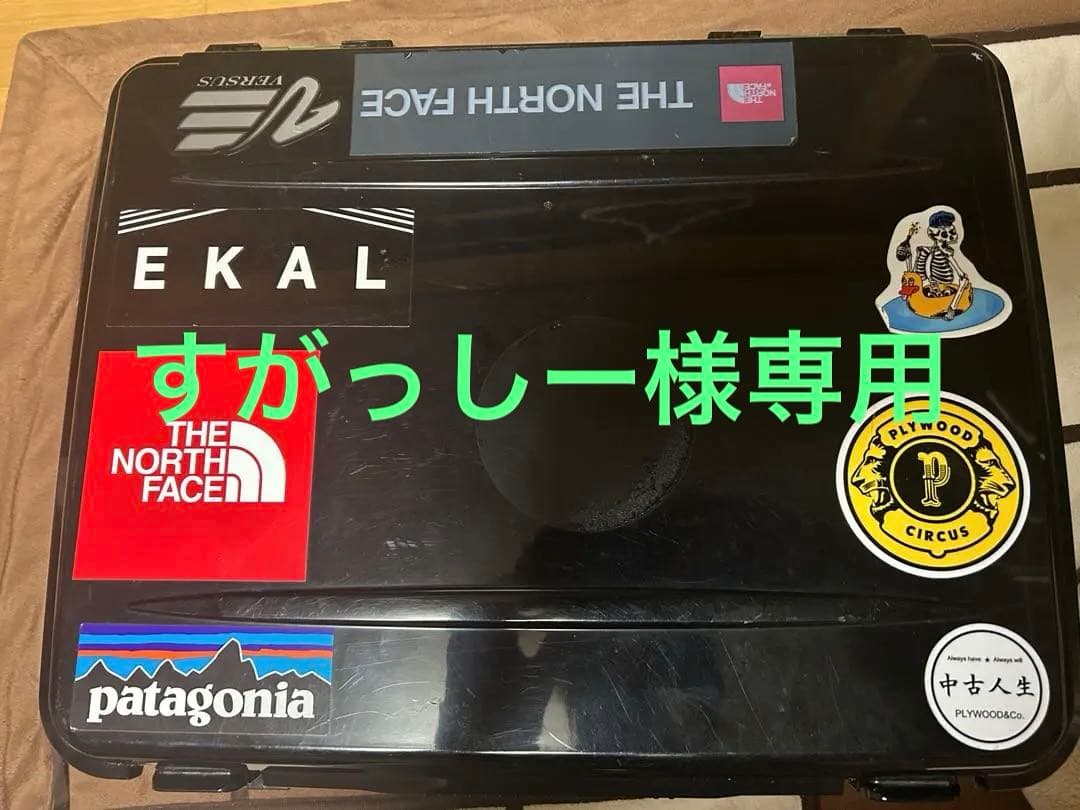 VERSUS
THE NORTH FACE
THE
NORTH
FACE
EKAL
すがっしー様専用
THE
NORTH
FACE
PLYWOOD
P
CIRCUS
patagonia
Always have ★ Always will
中古人生
PLYWOOD&Co.